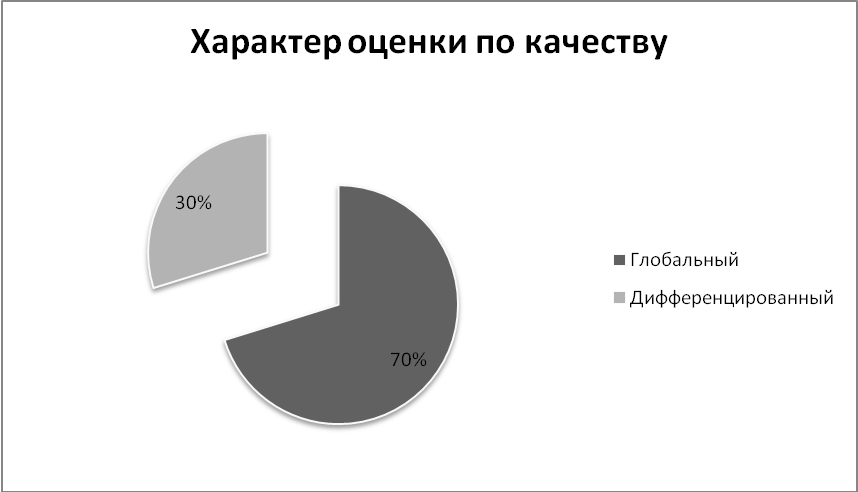 Характер оценки по качеству
30%
Глобальный
Дифференцированный
70%